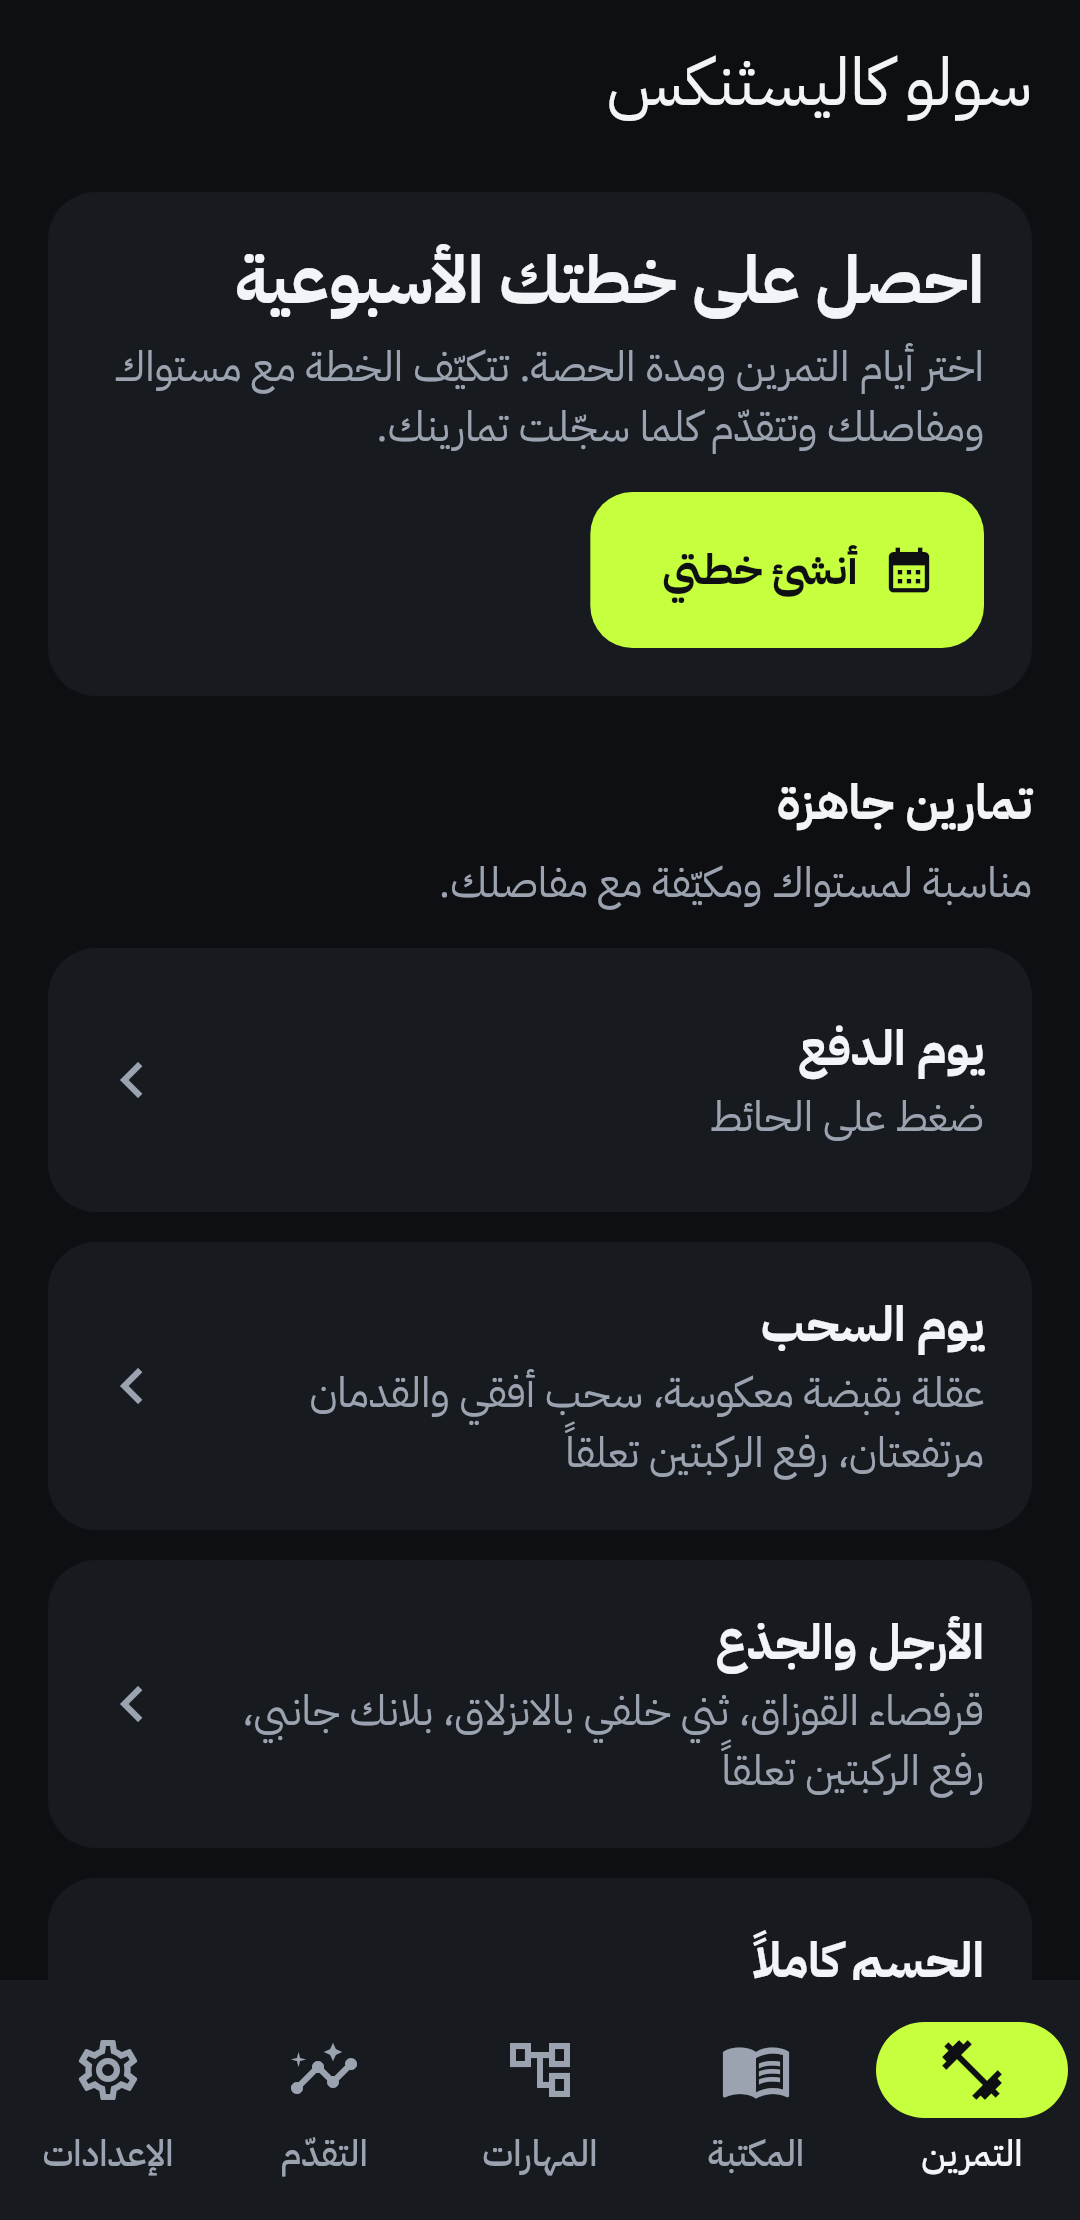 سولو كاليسثنكس
احصل على خطتك الأسبوعية
اختر أيام التمرين ومدة الحصة. تتكيّف الخطة مع مستواك
ومفاصلك وتتقدّم كلما سجّلت تمارينك.
أنشئ خطتي
تمارين جاهزة
مناسبة لمستواك ومكيّفة مع مفاصلك.
يوم الدفع
ضغط على الحائط
يوم السحب
عقلة بقبضة معكوسة، سحب أفقي والقدمان
مرتفعتان، رفع الركبتين تعلقاً
الأرجل والجذع
قرفصاء القوزاق، ثني خلفي بالانزلاق، بلانك جانبي،
رفع الركبتين تعلقاً
الجسم كاملاً
التمرين
المكتبة
المهارات
التقدّم
الإعدادات